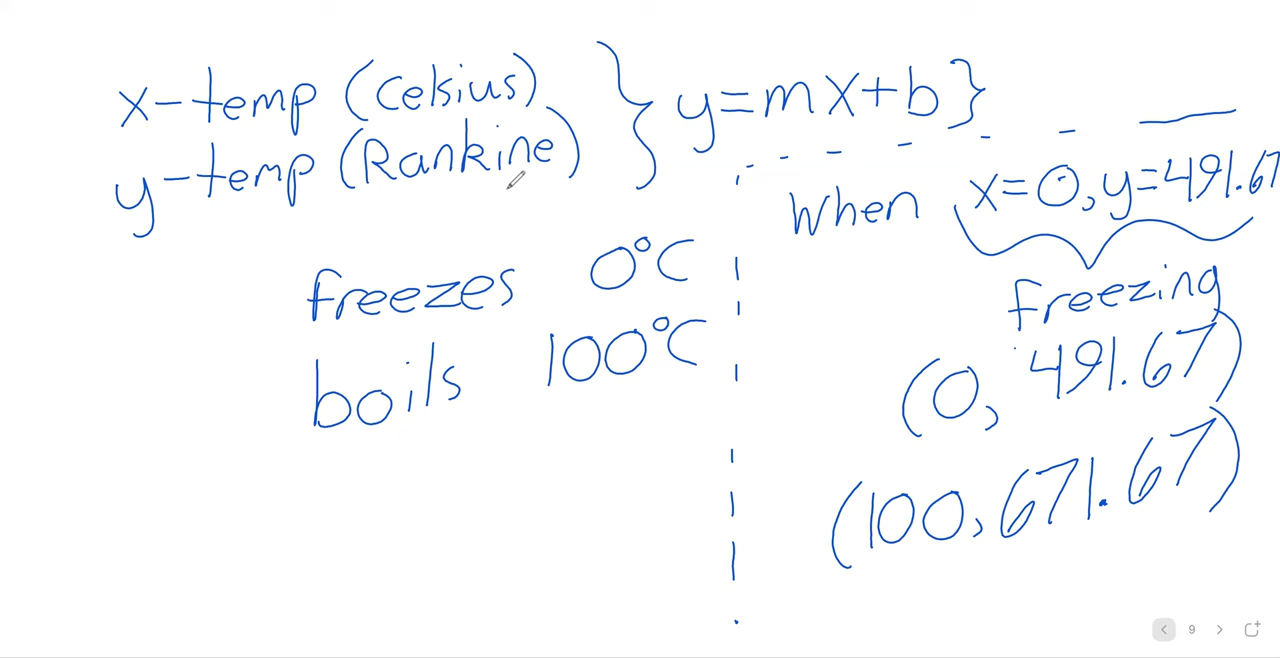 x-temp (Celsius)
y-temp (Rankine)
} y=mx+b}
When x=0, y=491.67
freezes 0°C
boils 100°C
freezing
(0, 491.67)
(100, 671.67)
9